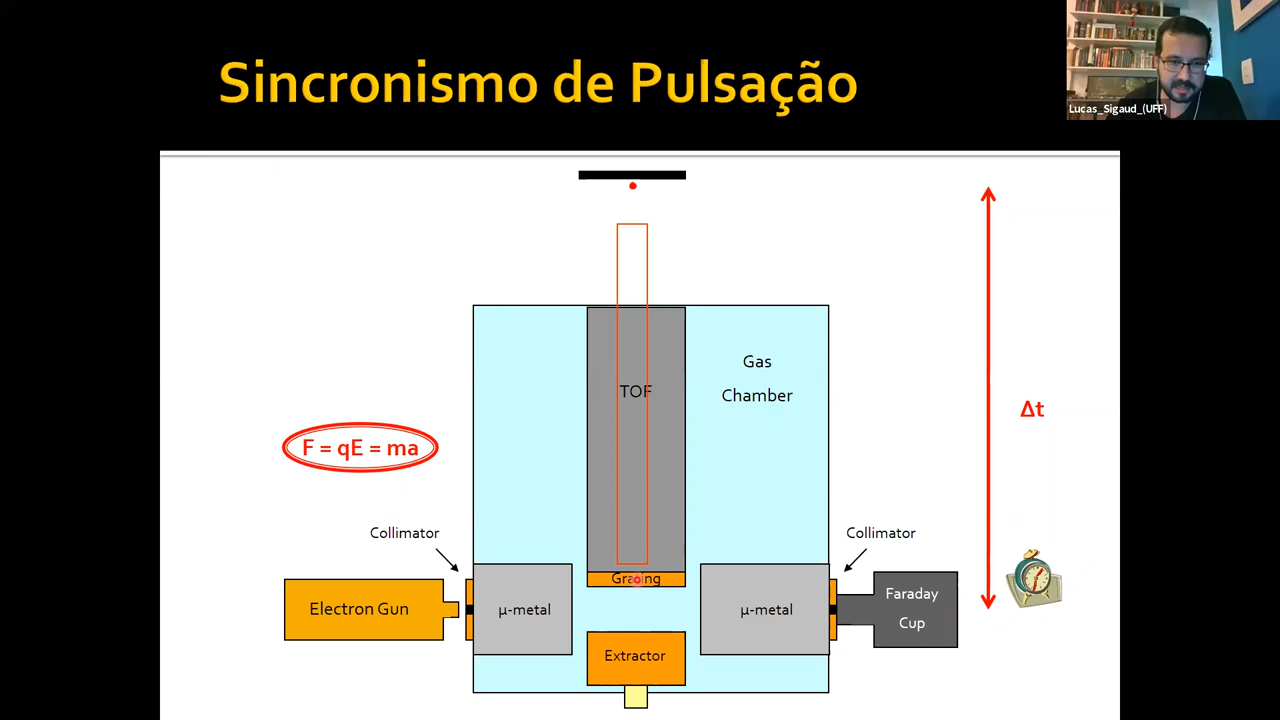 Sincronismo de Pulsação
Lucas_Sigaud_(UFF)
TOF
Gas
Chamber
Δt
F = qE = ma
Collimator
Collimator
Grating
Electron Gun
μ-metal
μ-metal
Faraday
Cup
Extractor